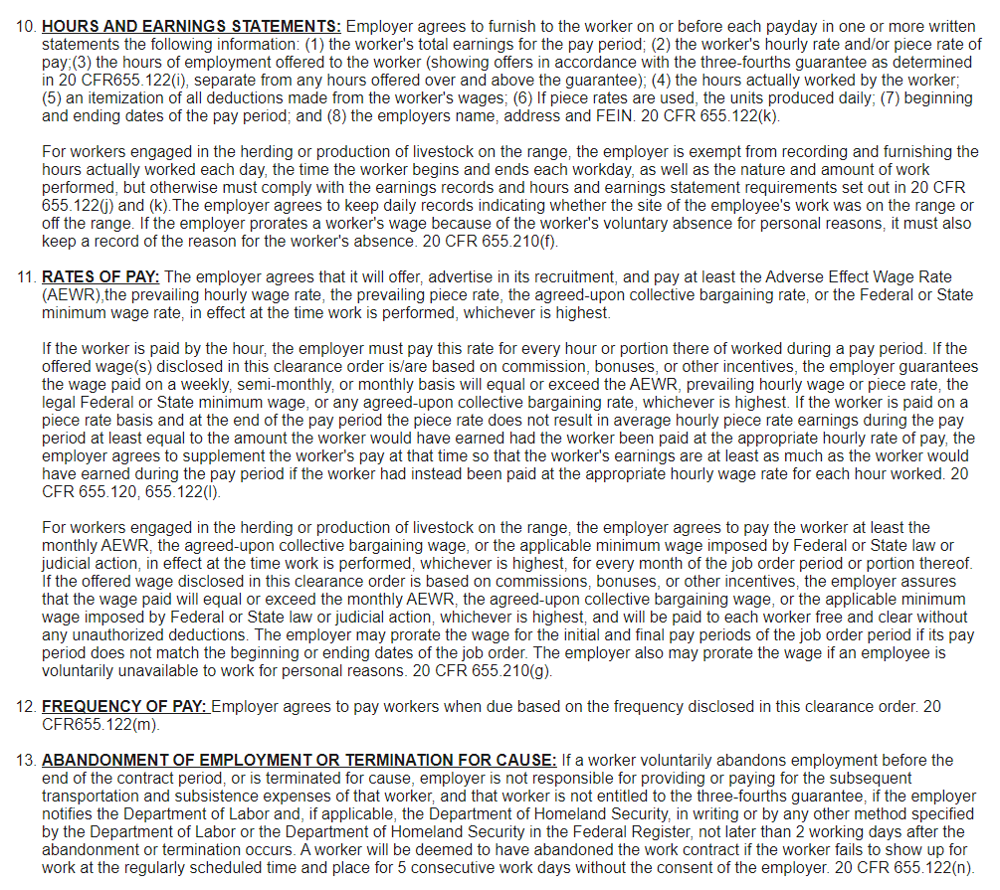 10. HOURS AND EARNINGS STATEMENTS: Employer agrees to furnish to the worker on or before each payday in one or more written
statements the following information: (1) the worker's total earnings for the pay period; (2) the worker's hourly rate and/or piece rate of
pay;(3) the hours of employment offered to the worker (showing offers in accordance with the three-fourths guarantee as determined
in 20 CFR655.122(i), separate from any hours offered over and above the guarantee); (4) the hours actually worked by the worker;
(5) an itemization of all deductions made from the worker's wages; (6) If piece rates are used, the units produced daily; (7) beginning
and ending dates of the pay period; and (8) the employers name, address and FEIN. 20 CFR 655.122(k).
For workers engaged in the herding or production of livestock on the range, the employer is exempt from recording and furnishing the
hours actually worked each day, the time the worker begins and ends each workday, as well as the nature and amount of work
performed, but otherwise must comply with the earnings records and hours and earnings statement requirements set out in 20 CFR
655.122(j) and (k).The employer agrees to keep daily records indicating whether the site of the employee's work was on the range or
off the range. If the employer prorates a worker's wage because of the worker's voluntary absence for personal reasons, it must also
keep a record of the reason for the worker's absence. 20 CFR 655.210(f).
11. RATES OF PAY: The employer agrees that it will offer, advertise in its recruitment, and pay at least the Adverse Effect Wage Rate
(AEWR),the prevailing hourly wage rate, the prevailing piece rate, the agreed-upon collective bargaining rate, or the Federal or State
minimum wage rate, in effect at the time work is performed, whichever is highest.
If the worker is paid by the hour, the employer must pay this rate for every hour or portion there of worked during a pay period. If the
offered wage(s) disclosed in this clearance order is/are based on commission, bonuses, or other incentives, the employer guarantees
the wage paid on a weekly, semi-monthly, or monthly basis will equal or exceed the AEWR, prevailing hourly wage or piece rate, the
legal Federal or State minimum wage, or any agreed-upon collective bargaining rate, whichever is highest. If the worker is paid on a
piece rate basis and at the end of the pay period the piece rate does not result in average hourly piece rate earnings during the pay
period at least equal to the amount the worker would have earned had the worker been paid at the appropriate hourly rate of pay, the
employer agrees to supplement the worker's pay at that time so that the worker's earnings are at least as much as the worker would
have earned during the pay period if the worker had instead been paid at the appropriate hourly wage rate for each hour worked. 20
CFR 655.120, 655.122(l).
For workers engaged in the herding or production of livestock on the range, the employer agrees to pay the worker at least the
monthly AEWR, the agreed-upon collective bargaining wage, or the applicable minimum wage imposed by Federal or State law or
judicial action, in effect at the time work is performed, whichever is highest, for every month of the job order period or portion thereof.
If the offered wage disclosed in this clearance order is based on commissions, bonuses, or other incentives, the employer assures
that the wage paid will equal or exceed the monthly AEWR, the agreed-upon collective bargaining wage, or the applicable minimum
wage imposed by Federal or State law or judicial action, whichever is highest, and will be paid to each worker free and clear without
any unauthorized deductions. The employer may prorate the wage for the initial and final pay periods of the job order period if its pay
period does not match the beginning or ending dates of the job order. The employer also may prorate the wage if an employee is
voluntarily unavailable to work for personal reasons. 20 CFR 655.210(g).
12. FREQUENCY OF PAY: Employer agrees to pay workers when due based on the frequency disclosed in this clearance order. 20
CFR655.122(m).
13. ABANDONMENT OF EMPLOYMENT OR TERMINATION FOR CAUSE: If a worker voluntarily abandons employment before the
end of the contract period, or is terminated for cause, employer is not responsible for providing or paying for the subsequent
transportation and subsistence expenses of that worker, and that worker is not entitled to the three-fourths guarantee, if the employer
notifies the Department of Labor and, if applicable, the Department of Homeland Security, in writing or by any other method specified
by the Department of Labor or the Department of Homeland Security in the Federal Register, not later than 2 working days after the
abandonment or termination occurs. A worker will be deemed to have abandoned the work contract if the worker fails to show up for
work at the regularly scheduled time and place for 5 consecutive work days without the consent of the employer. 20 CFR 655.122(n).